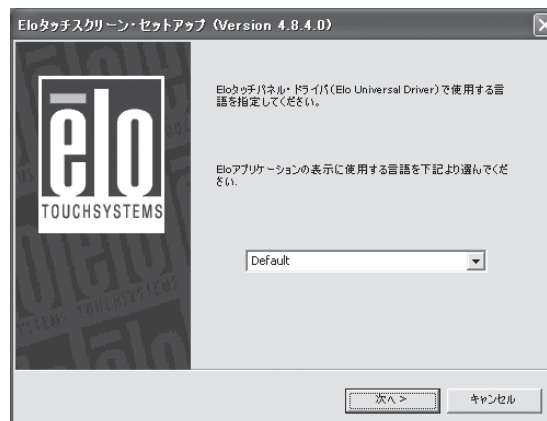 Eloタッチスクリーン・セットアップ (Version 4.8.4.0)
elo
TOUCHSYSTEMS
Eloタッチパネル・ドライバ(Elo Universal Driver)で使用する言
語を指定してください。
Eloアプリケーションの表示に使用する言語を下記より選んでくだ
さい.
Default
次へ >
キャンセル